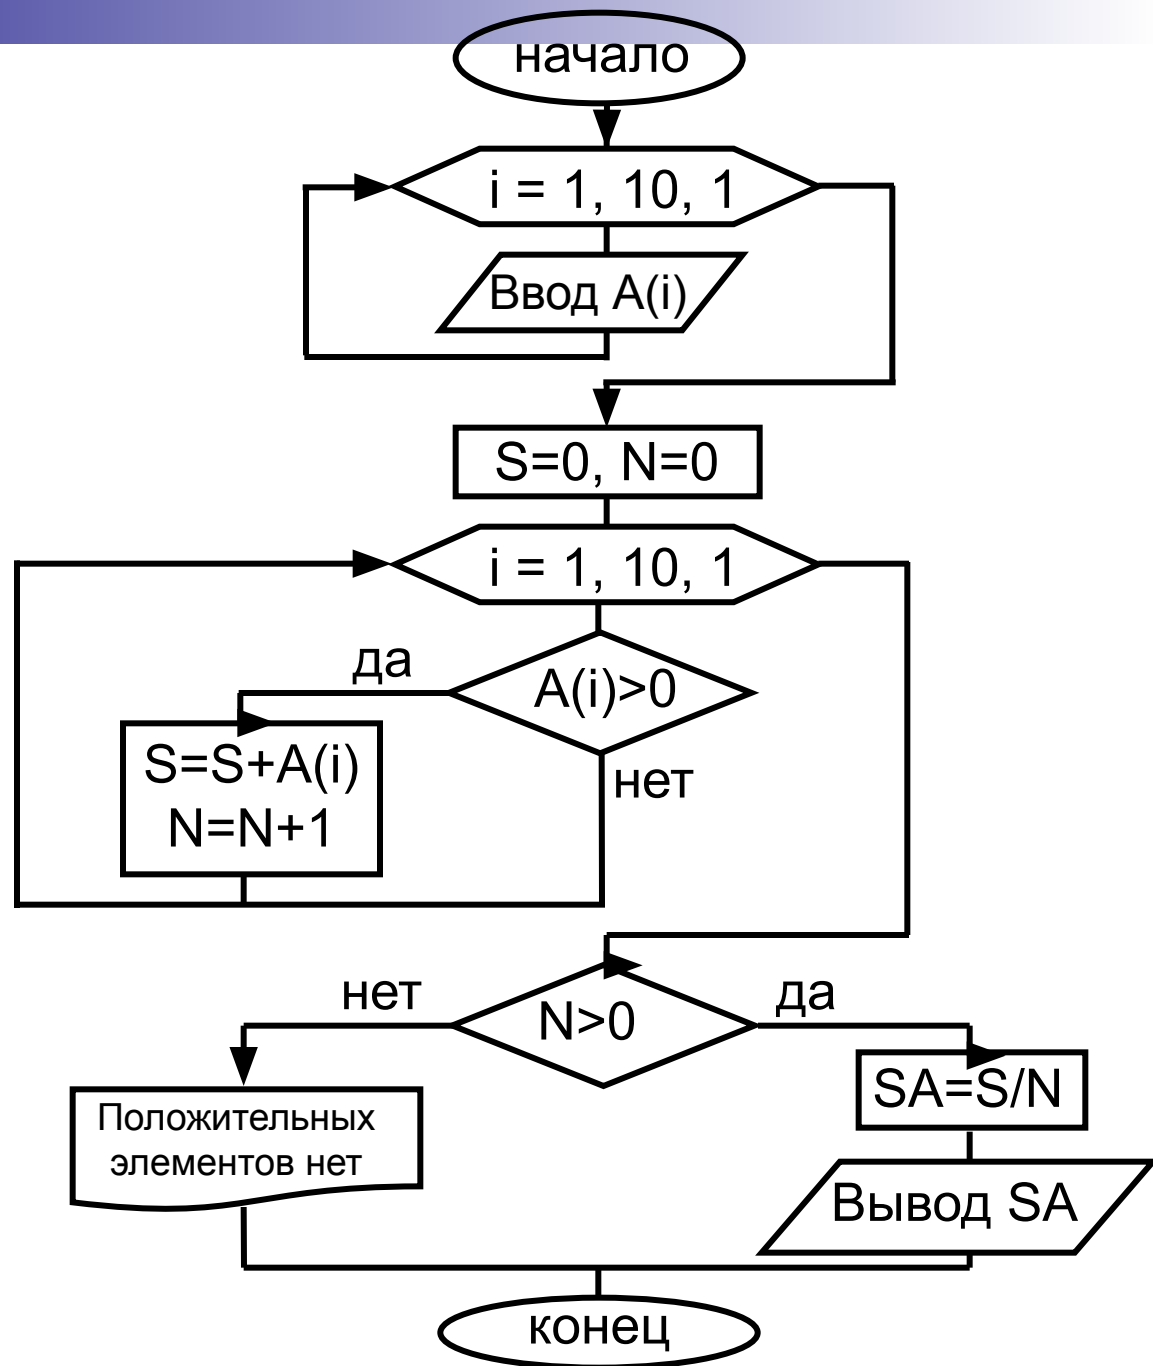 начало
i = 1, 10, 1
Ввод A(i)
S=0, N=0
i = 1, 10, 1
да
A(i)>0
S=S+A(i)
N=N+1
нет
нет
N>0
да
SA=S/N
Положительных
элементов нет
Вывод SA
конец